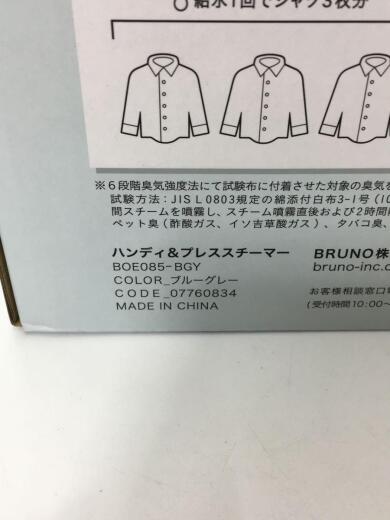 ○ 給水1回でシャツ3枚分
※6段階臭気強度法にて試験布に付着させた対象の臭気を
試験方法：JIS L 0803規定の綿添付白布3-1号（10
間スチームを噴霧し、スチーム噴霧直後および2時間
ペット臭（酢酸ガス、イソ吉草酸ガス）、タバコ臭、
ハンディ&プレススチーマー
BOE085-BGY
COLOR_ブルーグレー
CODE_07760834
MADE IN CHINA
BRUNO株
bruno-inc.c
お客様相談窓口
(受付時間10:00~